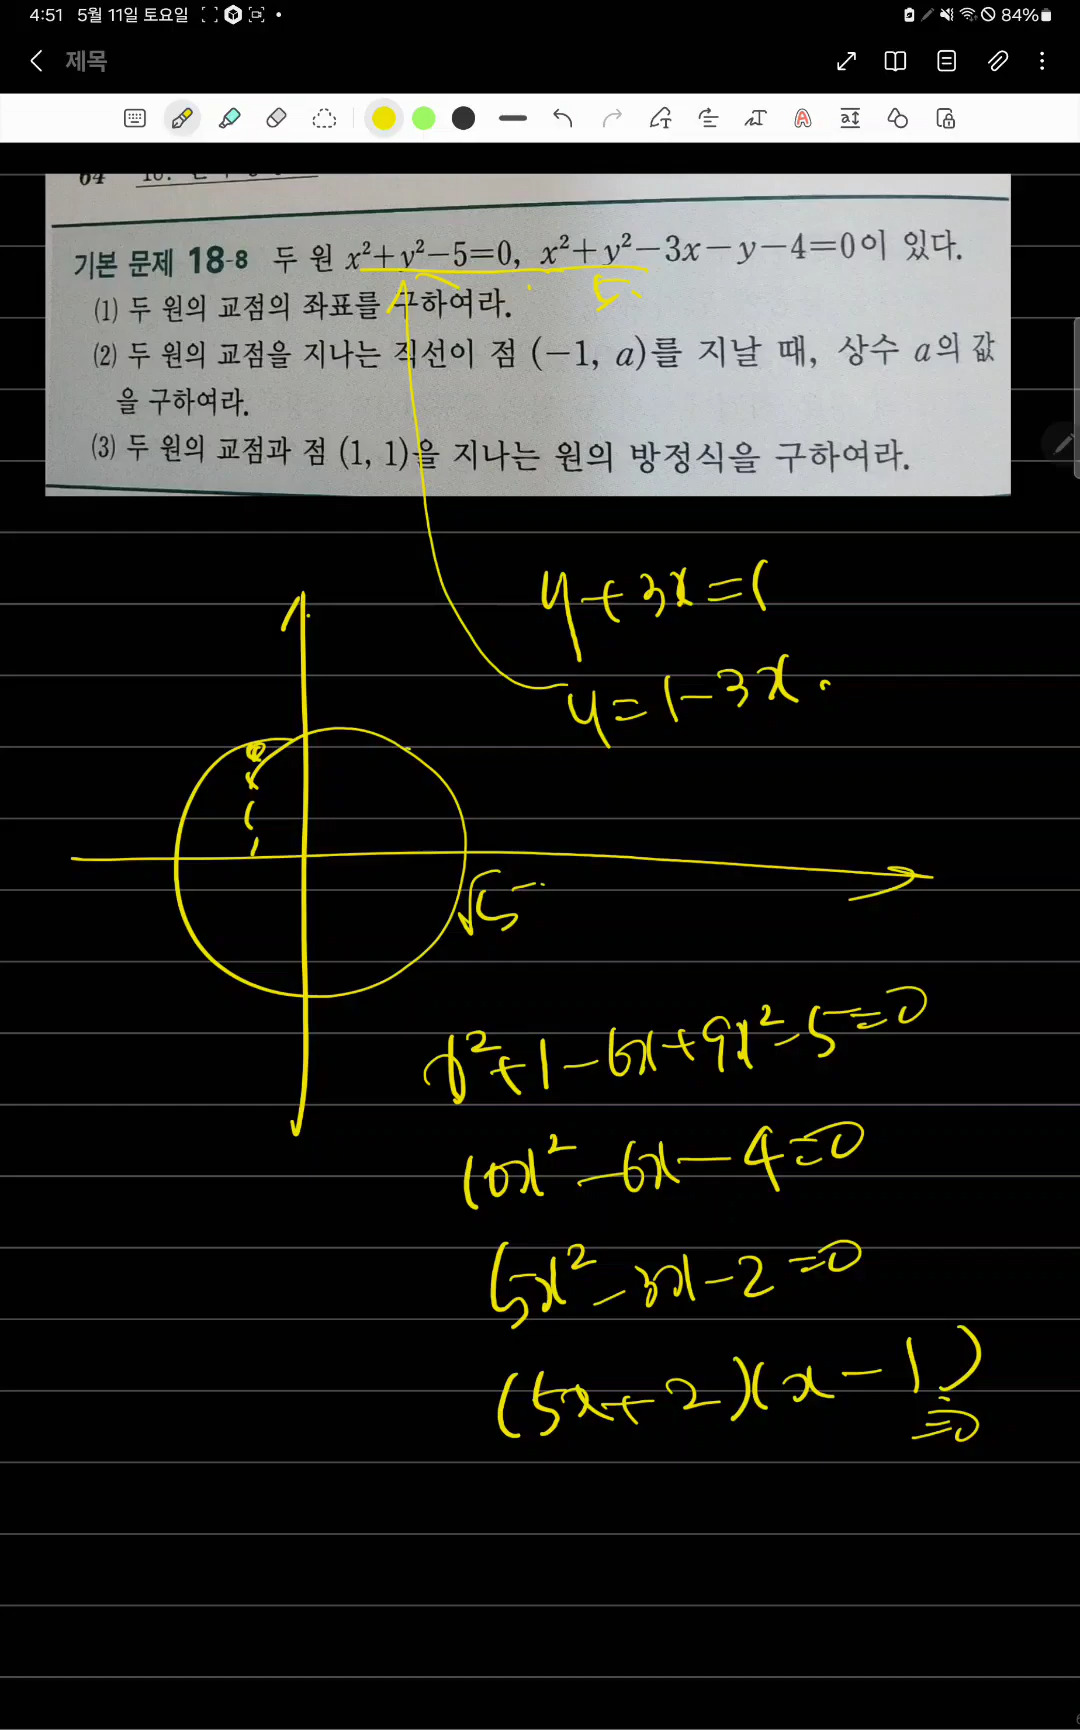 4:51 5월 11일 토요일 84%
제목
64
기본 문제 18-8 두 원 x²+y²-5=0, x²+y²-3x-y-4=0이 있다.
5
(1) 두 원의 교점의 좌표를 구하여라.
(2) 두 원의 교점을 지나는 직선이 점 (-1, a)를 지날 때, 상수 a의 값
을 구하여라.
(3) 두 원의 교점과 점 (1, 1)을 지나는 원의 방정식을 구하여라.
y+3x=1
y=1-3x.
√5
x²+1-6x+9x²-5=0
10x²-6x-4=0
5x²-3x-2=0
(5x+2)(x-1)
=0